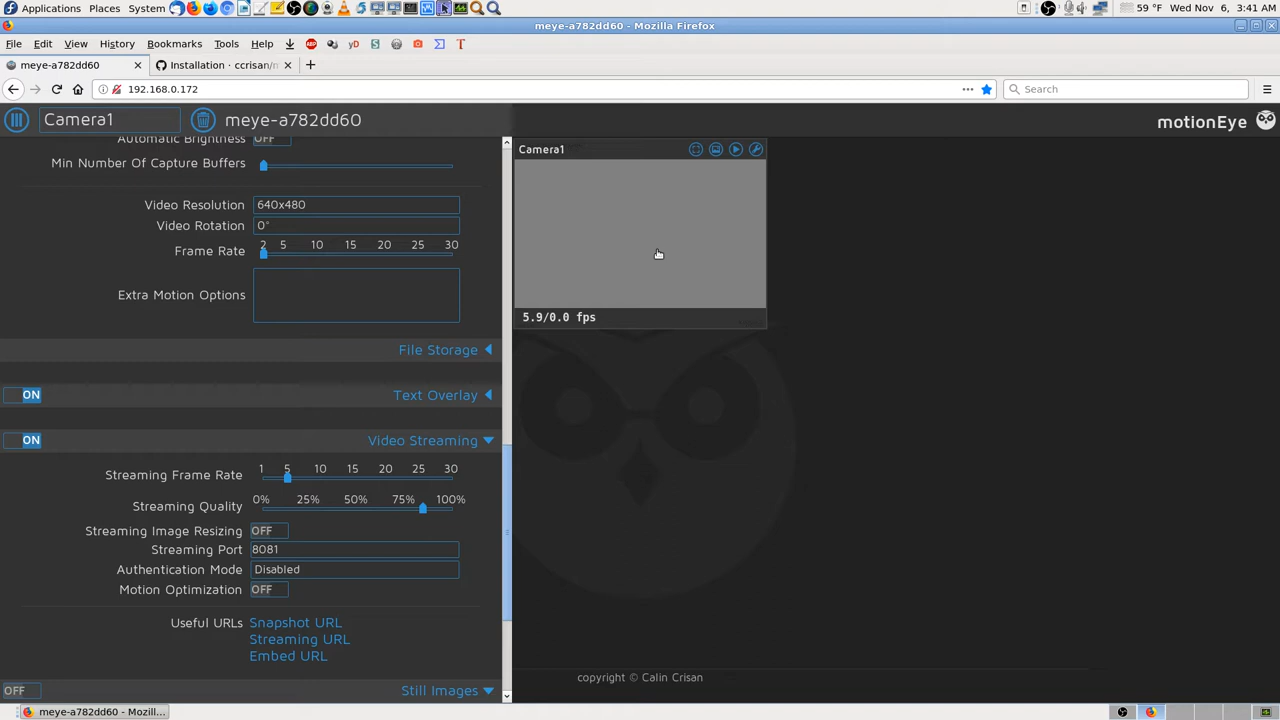 Applications Places System 59 °F Wed Nov 6, 3:41 AM
meye-a782dd60 - Mozilla Firefox
File Edit View History Bookmarks Tools Help
meye-a782dd60 Installation · ccrisan/m
192.168.0.172 Search
Camera1 meye-a782dd60 motionEye
Automatic Brightness OFF
Min Number Of Capture Buffers
Camera1
Video Resolution 640x480
Video Rotation 0°
2 5 10 15 20 25 30
Frame Rate
Extra Motion Options
5.9/0.0 fps
File Storage
ON Text Overlay
ON Video Streaming
1 5 10 15 20 25 30
Streaming Frame Rate
0% 25% 50% 75% 100%
Streaming Quality
Streaming Image Resizing OFF
Streaming Port 8081
Authentication Mode Disabled
Motion Optimization OFF
Useful URLs Snapshot URL
Streaming URL
Embed URL
copyright © Calin Crisan
OFF Still Images
meye-a782dd60 - Mozill...